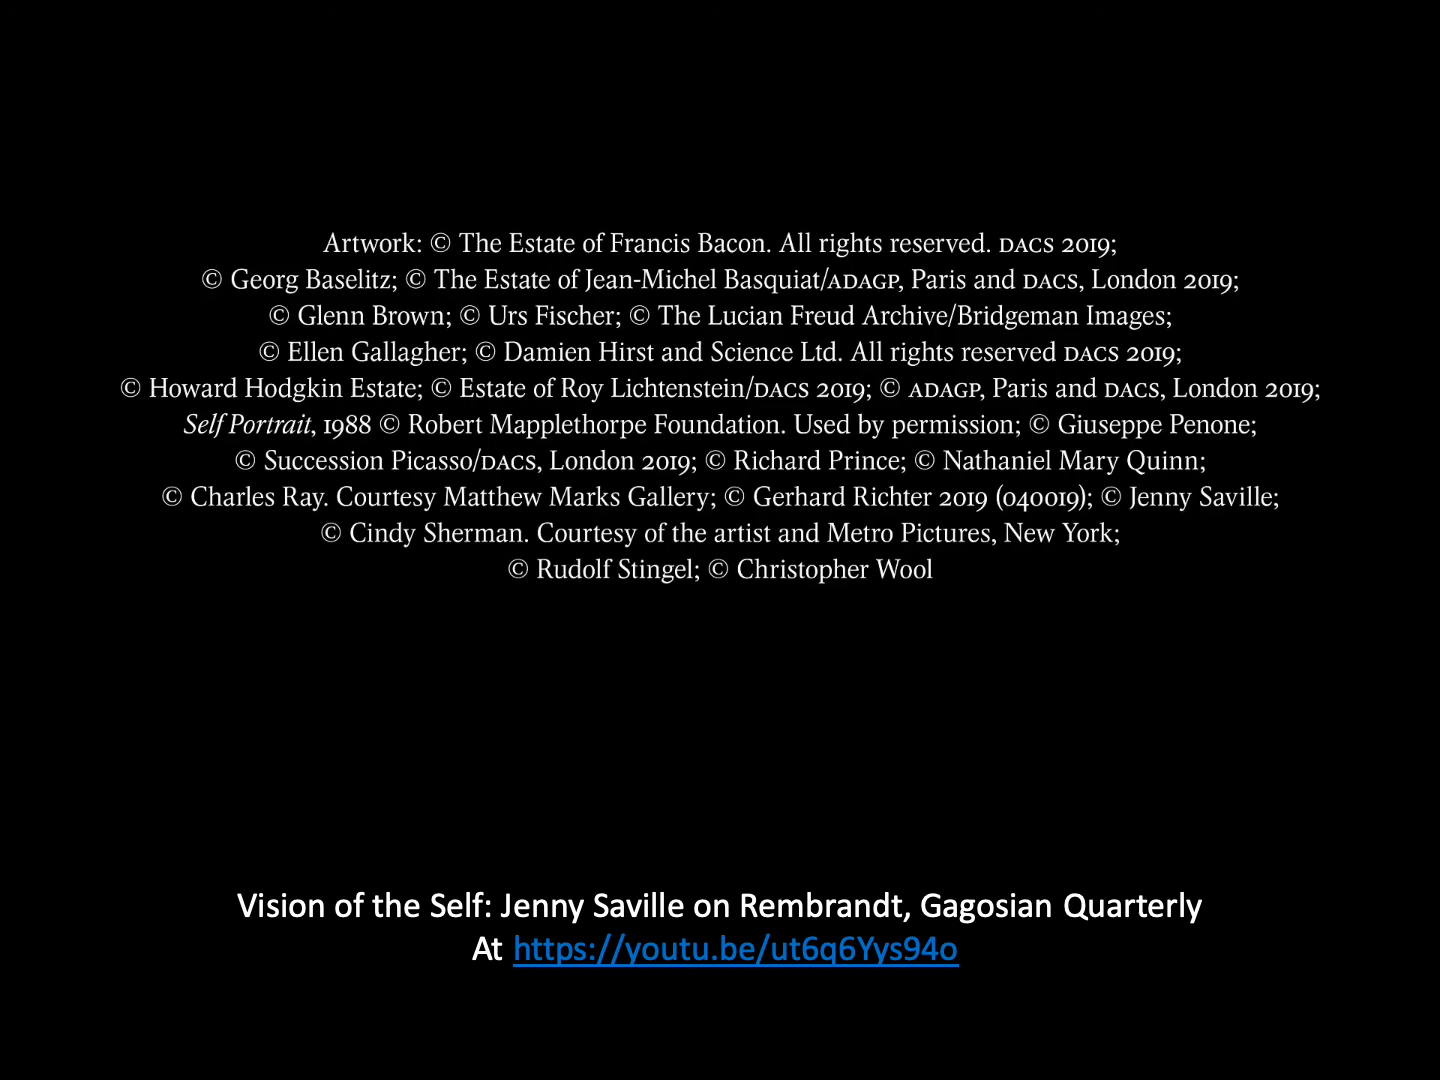 Artwork: © The Estate of Francis Bacon. All rights reserved. DACS 2019;
© Georg Baselitz; © The Estate of Jean-Michel Basquiat/ADAGP, Paris and DACS, London 2019;
© Glenn Brown; © Urs Fischer; © The Lucian Freud Archive/Bridgeman Images;
© Ellen Gallagher; © Damien Hirst and Science Ltd. All rights reserved DACS 2019;
© Howard Hodgkin Estate; © Estate of Roy Lichtenstein/DACS 2019; © ADAGP, Paris and DACS, London 2019;
Self Portrait, 1988 © Robert Mapplethorpe Foundation. Used by permission; © Giuseppe Penone;
© Succession Picasso/DACS, London 2019; © Richard Prince; © Nathaniel Mary Quinn;
© Charles Ray. Courtesy Matthew Marks Gallery; © Gerhard Richter 2019 (040019); © Jenny Saville;
© Cindy Sherman. Courtesy of the artist and Metro Pictures, New York;
© Rudolf Stingel; © Christopher Wool
Vision of the Self: Jenny Saville on Rembrandt, Gagosian Quarterly
At https://youtu.be/ut6q6Yys94o